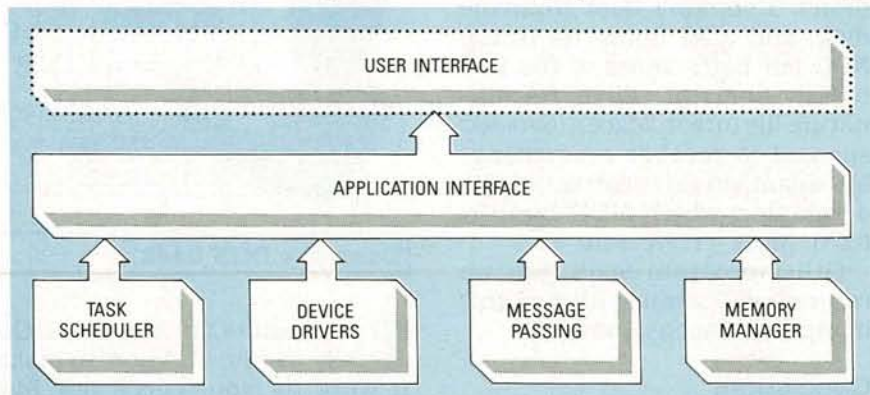 USER INTERFACE
APPLICATION INTERFACE
TASK
SCHEDULER
DEVICE
DRIVERS
MESSAGE
PASSING
MEMORY
MANAGER